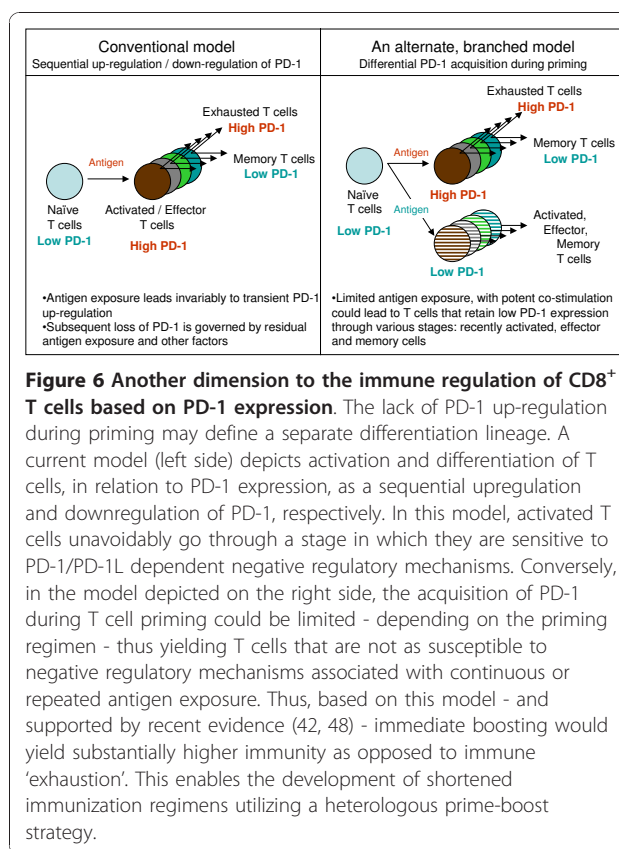 Conventional model
Sequential up-regulation / down-regulation of PD-1
Exhausted T cells
High PD-1
Antigen
Memory T cells
Low PD-1
Naïve
T cells
Low PD-1
Activated / Effector
T cells
High PD-1
•Antigen exposure leads invariably to transient PD-1
up-regulation
•Subsequent loss of PD-1 is governed by residual
antigen exposure and other factors
An alternate, branched model
Differential PD-1 acquisition during priming
Exhausted T cells
High PD-1
Antigen
Memory T cells
Low PD-1
High PD-1
Naïve
T cells
Low PD-1
Antigen
Activated,
Effector,
Memory
T cells
Low PD-1
•Limited antigen exposure, with potent co-stimulation
could lead to T cells that retain low PD-1 expression
through various stages: recently activated, effector
and memory cells
Figure 6 Another dimension to the immune regulation of CD8+
T cells based on PD-1 expression. The lack of PD-1 up-regulation
during priming may define a separate differentiation lineage. A
current model (left side) depicts activation and differentiation of T
cells, in relation to PD-1 expression, as a sequential upregulation
and downregulation of PD-1, respectively. In this model, activated T
cells unavoidably go through a stage in which they are sensitive to
PD-1/PD-1L dependent negative regulatory mechanisms. Conversely,
in the model depicted on the right side, the acquisition of PD-1
during T cell priming could be limited - depending on the priming
regimen - thus yielding T cells that are not as susceptible to
negative regulatory mechanisms associated with continuous or
repeated antigen exposure. Thus, based on this model - and
supported by recent evidence (42, 48) - immediate boosting would
yield substantially higher immunity as opposed to immune
'exhaustion'. This enables the development of shortened
immunization regimens utilizing a heterologous prime-boost
strategy.